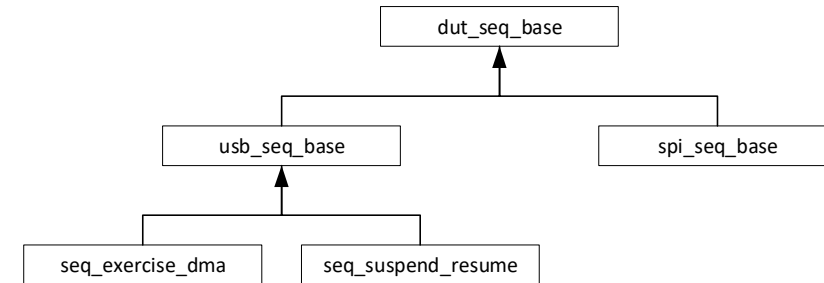 dut_seq_base
usb_seq_base
spi_seq_base
seq_exercise_dma
seq_suspend_resume